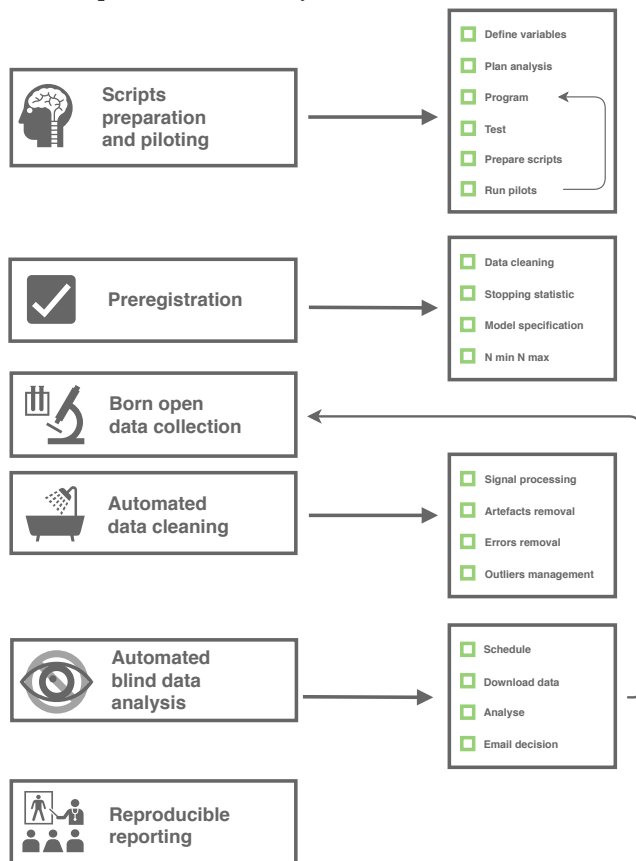 Scripts
preparation
and piloting
Define variables
Plan analysis
Program
Test
Prepare scripts
Run pilots
Preregistration
Data cleaning
Stopping statistic
Model specification
N min N max
Born open
data collection
Automated
data cleaning
Signal processing
Artefacts removal
Errors removal
Outliers management
Automated
blind data
analysis
Schedule
Download data
Analyse
Email decision
Reproducible
reporting